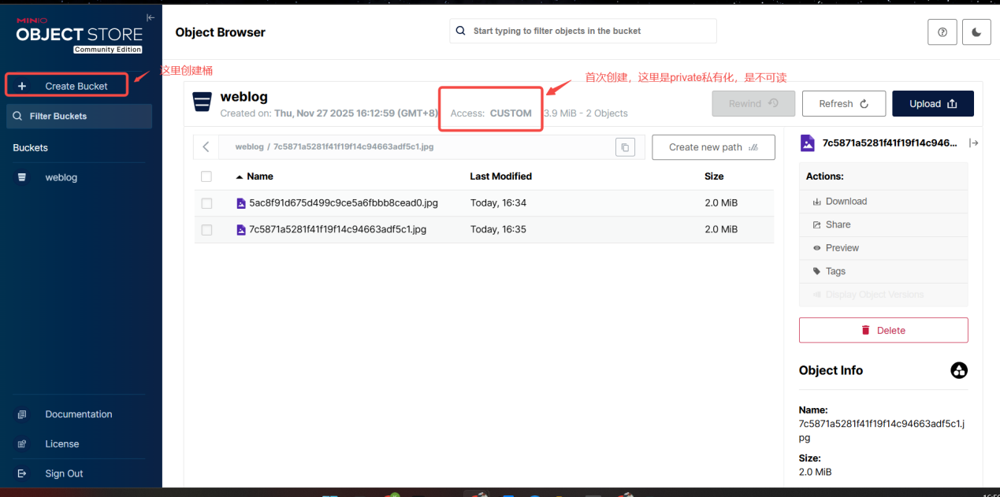 MINIO
OBJECT STORE
Community Edition
Create Bucket
这里创建桶
Filter Buckets
Buckets
weblog
Documentation
License
Sign Out
Object Browser
Start typing to filter objects in the bucket
首次创建，这里是private私有化，是不可读
weblog
Created on: Thu, Nov 27 2025 16:12:59 (GMT+8)
Access: CUSTOM
3.9 MiB - 2 Objects
Rewind
Refresh
Upload
weblog / 7c5871a5281f41f19f14c94663adf5c1.jpg
Create new path
Name Last Modified Size
5ac8f91d675d499c9ce5a6fbbb8cead0.jpg Today, 16:34 2.0 MiB
7c5871a5281f41f19f14c94663adf5c1.jpg Today, 16:35 2.0 MiB
7c5871a5281f41f19f14c946...
Actions:
Download
Share
Preview
Tags
Display Object Versions
Delete
Object Info
Name:
7c5871a5281f41f19f14c94663adf5c1.j
pg
Size:
2.0 MiB